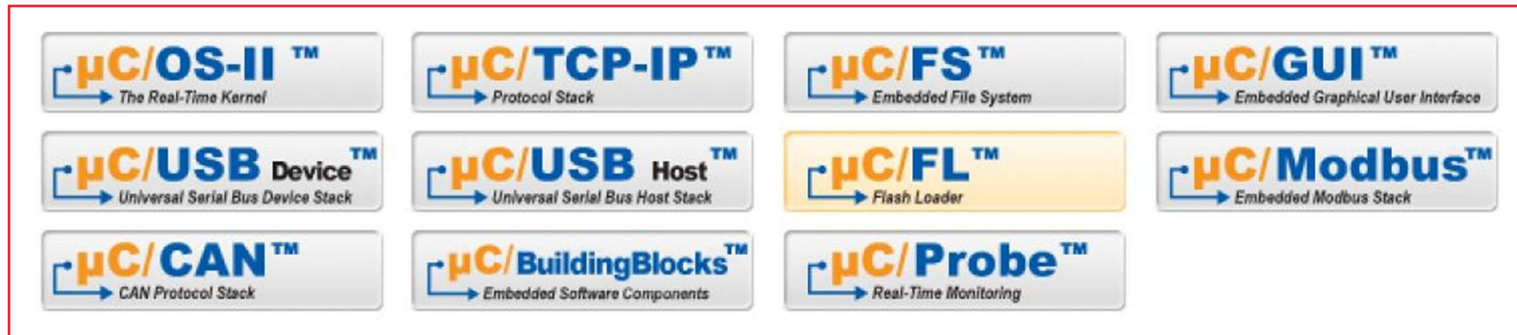 µC/OS-II ™
The Real-Time Kernel
µC/TCP-IP™
Protocol Stack
µC/FS™
Embedded File System
µC/GUI™
Embedded Graphical User Interface
µC/USB Device™
Universal Serial Bus Device Stack
µC/USB Host™
Universal Serial Bus Host Stack
µC/FL™
Flash Loader
µC/Modbus™
Embedded Modbus Stack
µC/CAN™
CAN Protocol Stack
µC/BuildingBlocks™
Embedded Software Components
µC/Probe™
Real-Time Monitoring